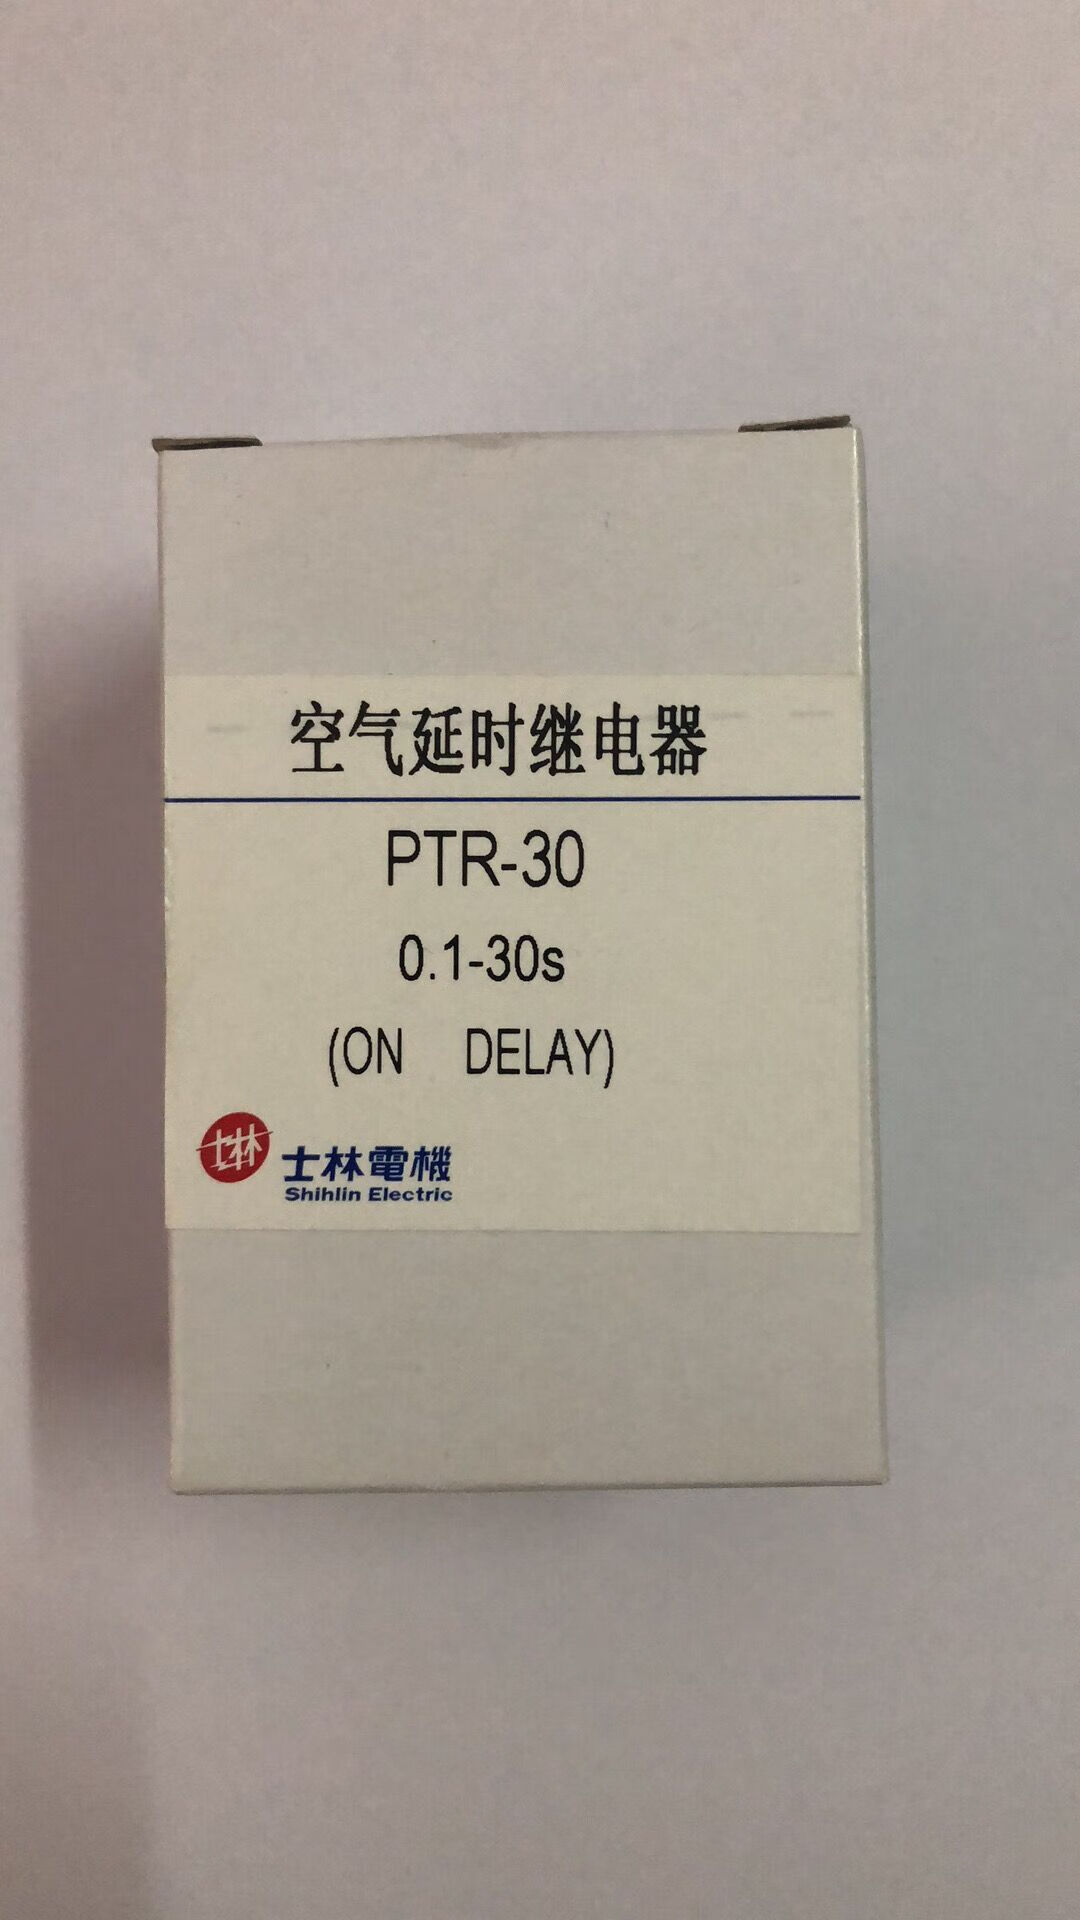 空气延时继电器
PTR-30
0.1-30s
(ON DELAY)
士林
士林電機
Shihlin Electric